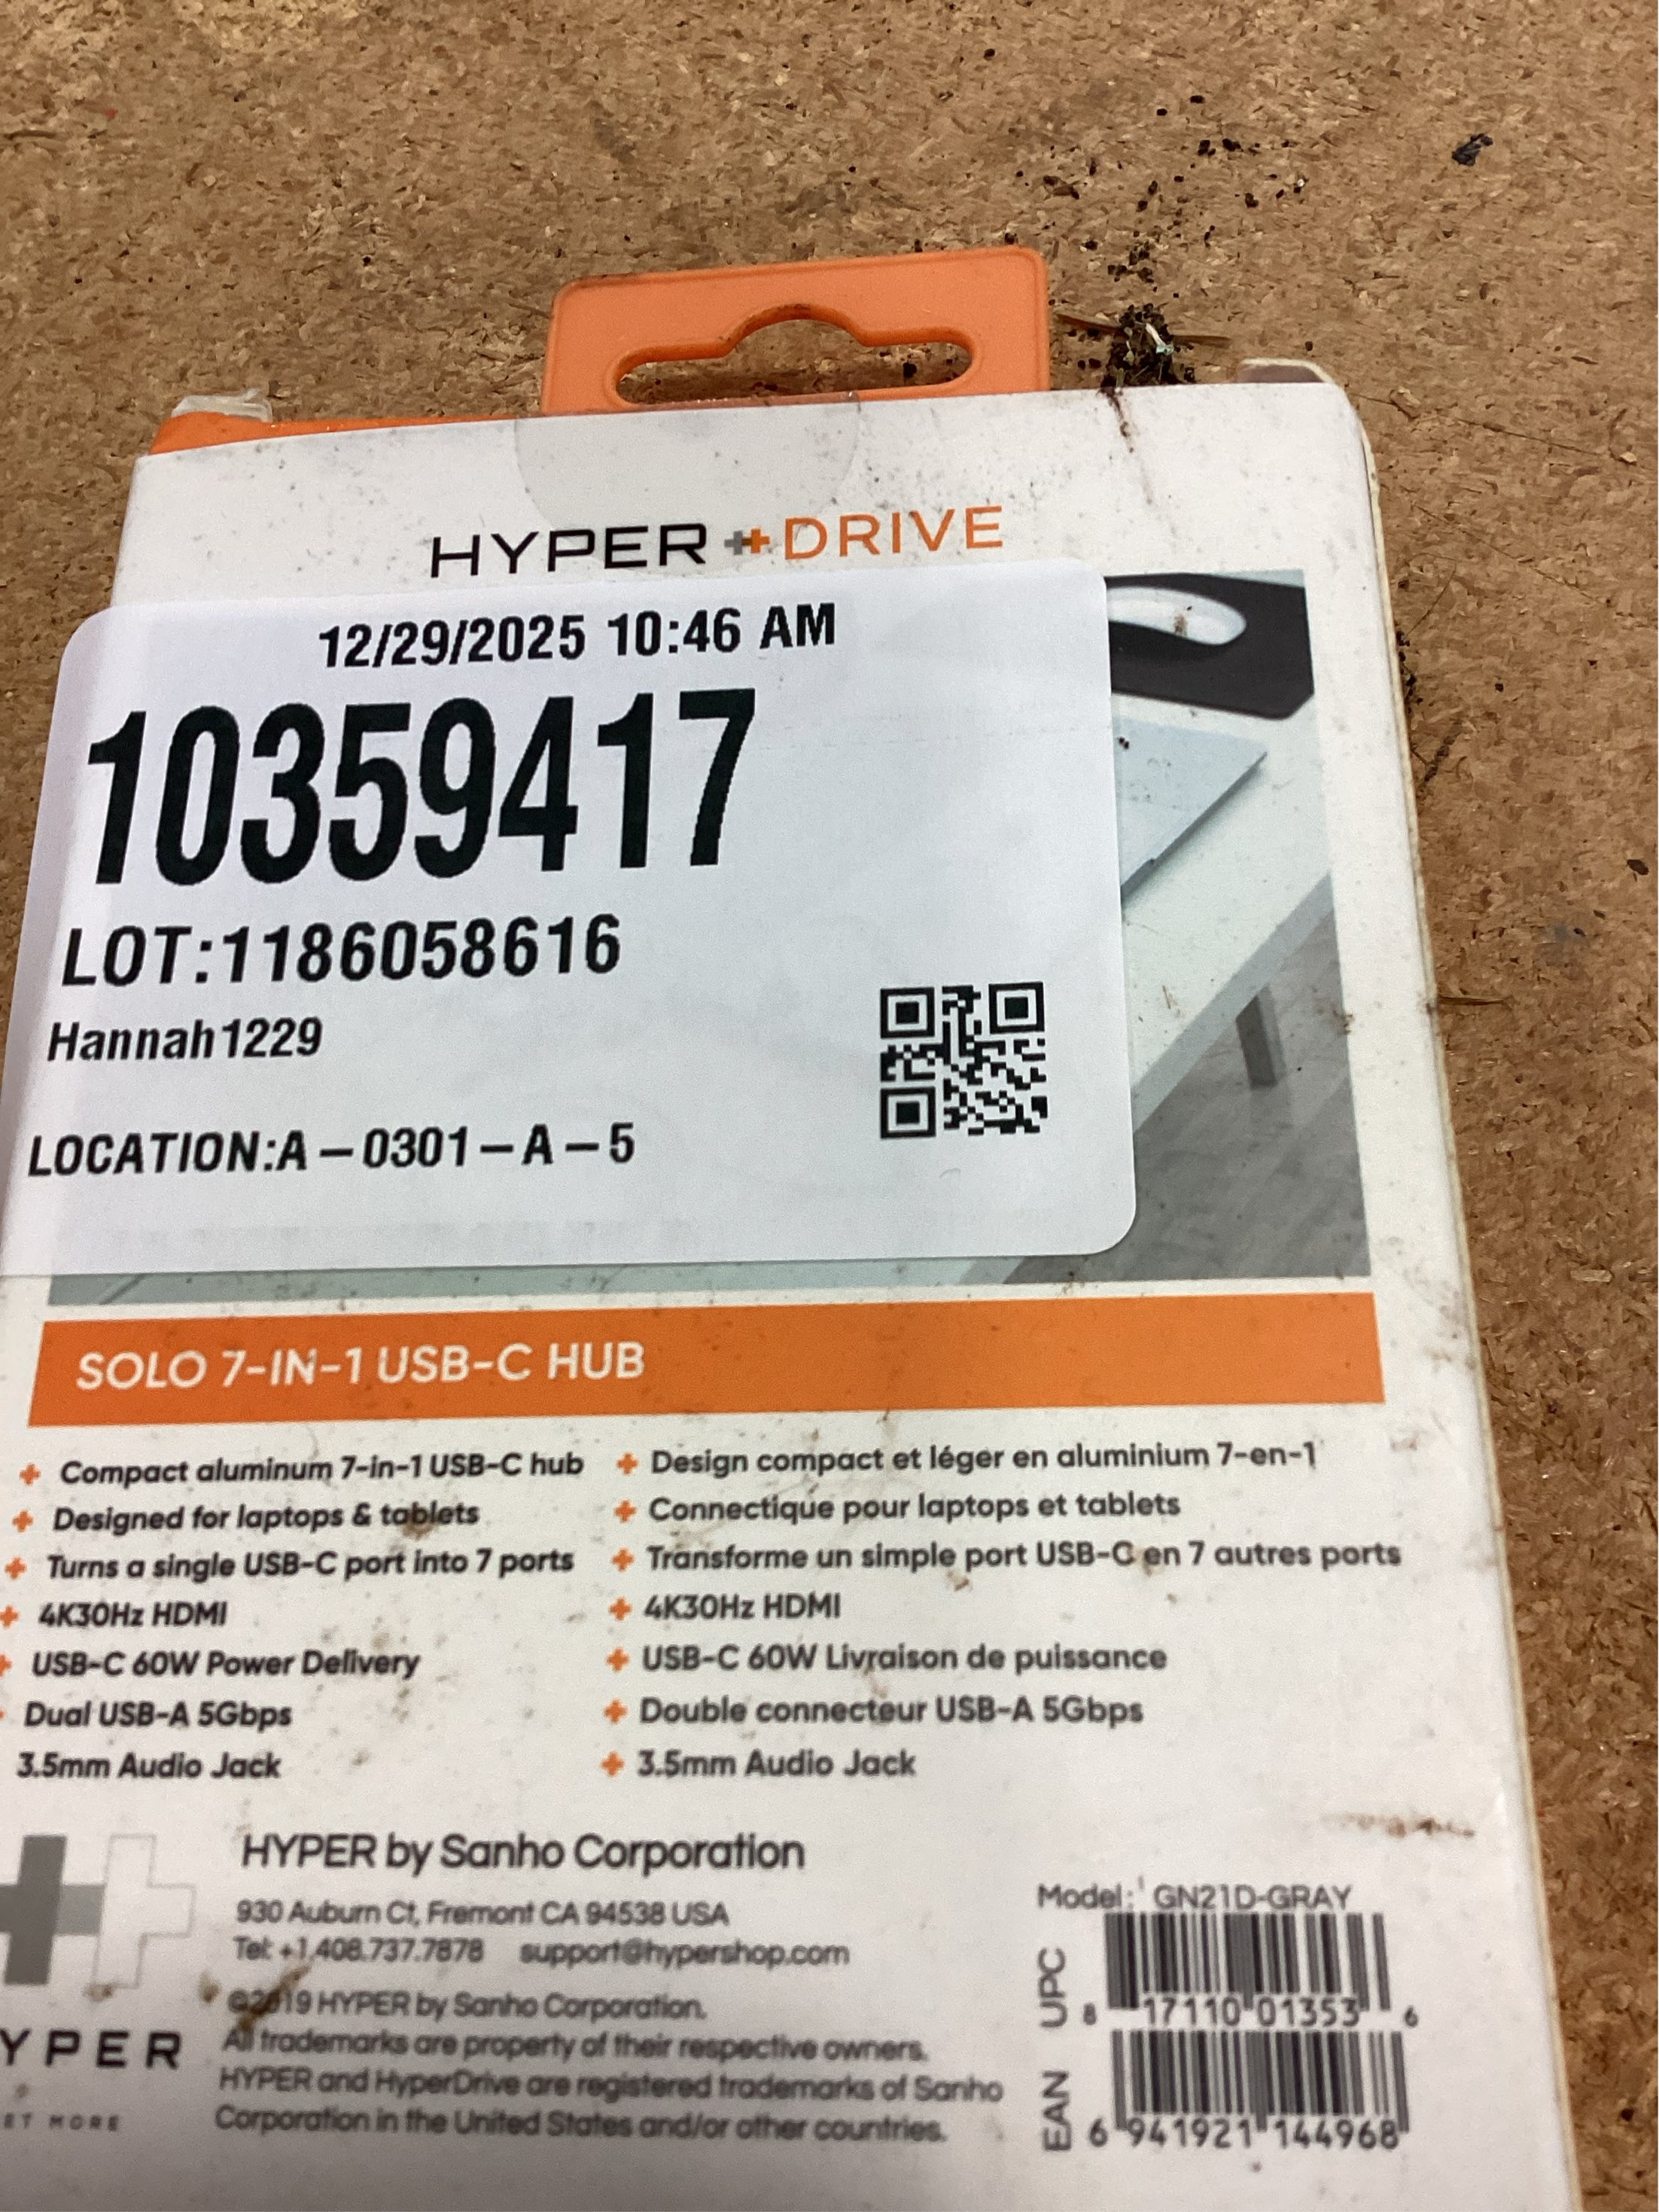 HYPER DRIVE
12/29/2025 10:46 AM
10359417
LOT:1186058616
Hannah1229
LOCATION:A-0301-A-5
SOLO 7-IN-1 USB-C HUB
Compact aluminum 7-in-1 USB-C hub
Designed for laptops & tablets
Turns a single USB-C port into 7 ports
4K30Hz HDMI
USB-C 60W Power Delivery
Dual USB-A 5Gbps
3.5mm Audio Jack
Design compact et léger en aluminium 7-en-1
Connectique pour laptops et tablets
Transforme un simple port USB-C en 7 autres ports
4K30Hz HDMI
USB-C 60W Livraison de puissance
Double connecteur USB-A 5Gbps
3.5mm Audio Jack
YPER
ET MORE
HYPER by Sanho Corporation
930 Auburn Ct, Fremont CA 94538 USA
Tel: +1.408.737.7878 support@hypershop.com
©2019 HYPER by Sanho Corporation.
All trademarks are property of their respective owners.
HYPER and HyperDrive are registered trademarks of Sanho
Corporation in the United States and/or other countries.
Model: GN21D-GRAY
UPC
8 17110 01353 6
EAN
6 941921 144968